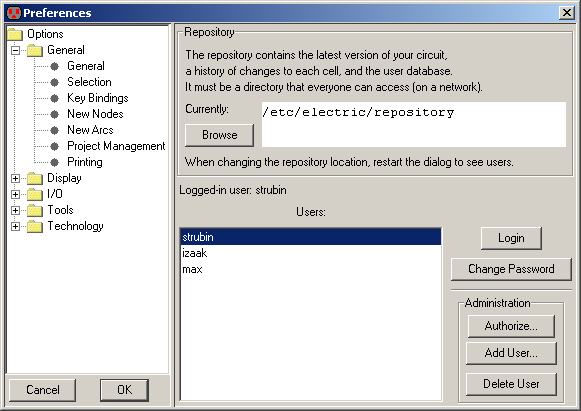 Preferences
Options
General
General
Selection
Key Bindings
New Nodes
New Arcs
Project Management
Printing
Display
I/O
Tools
Technology
Cancel
OK
Repository
The repository contains the latest version of your circuit,
a history of changes to each cell, and the user database.
It must be a directory that everyone can access (on a network).
Currently:
/etc/electric/repository
Browse
When changing the repository location, restart the dialog to see users.
Logged-in user: strubin
Users:
strubin
izaak
max
Login
Change Password
Administration
Authorize...
Add User...
Delete User